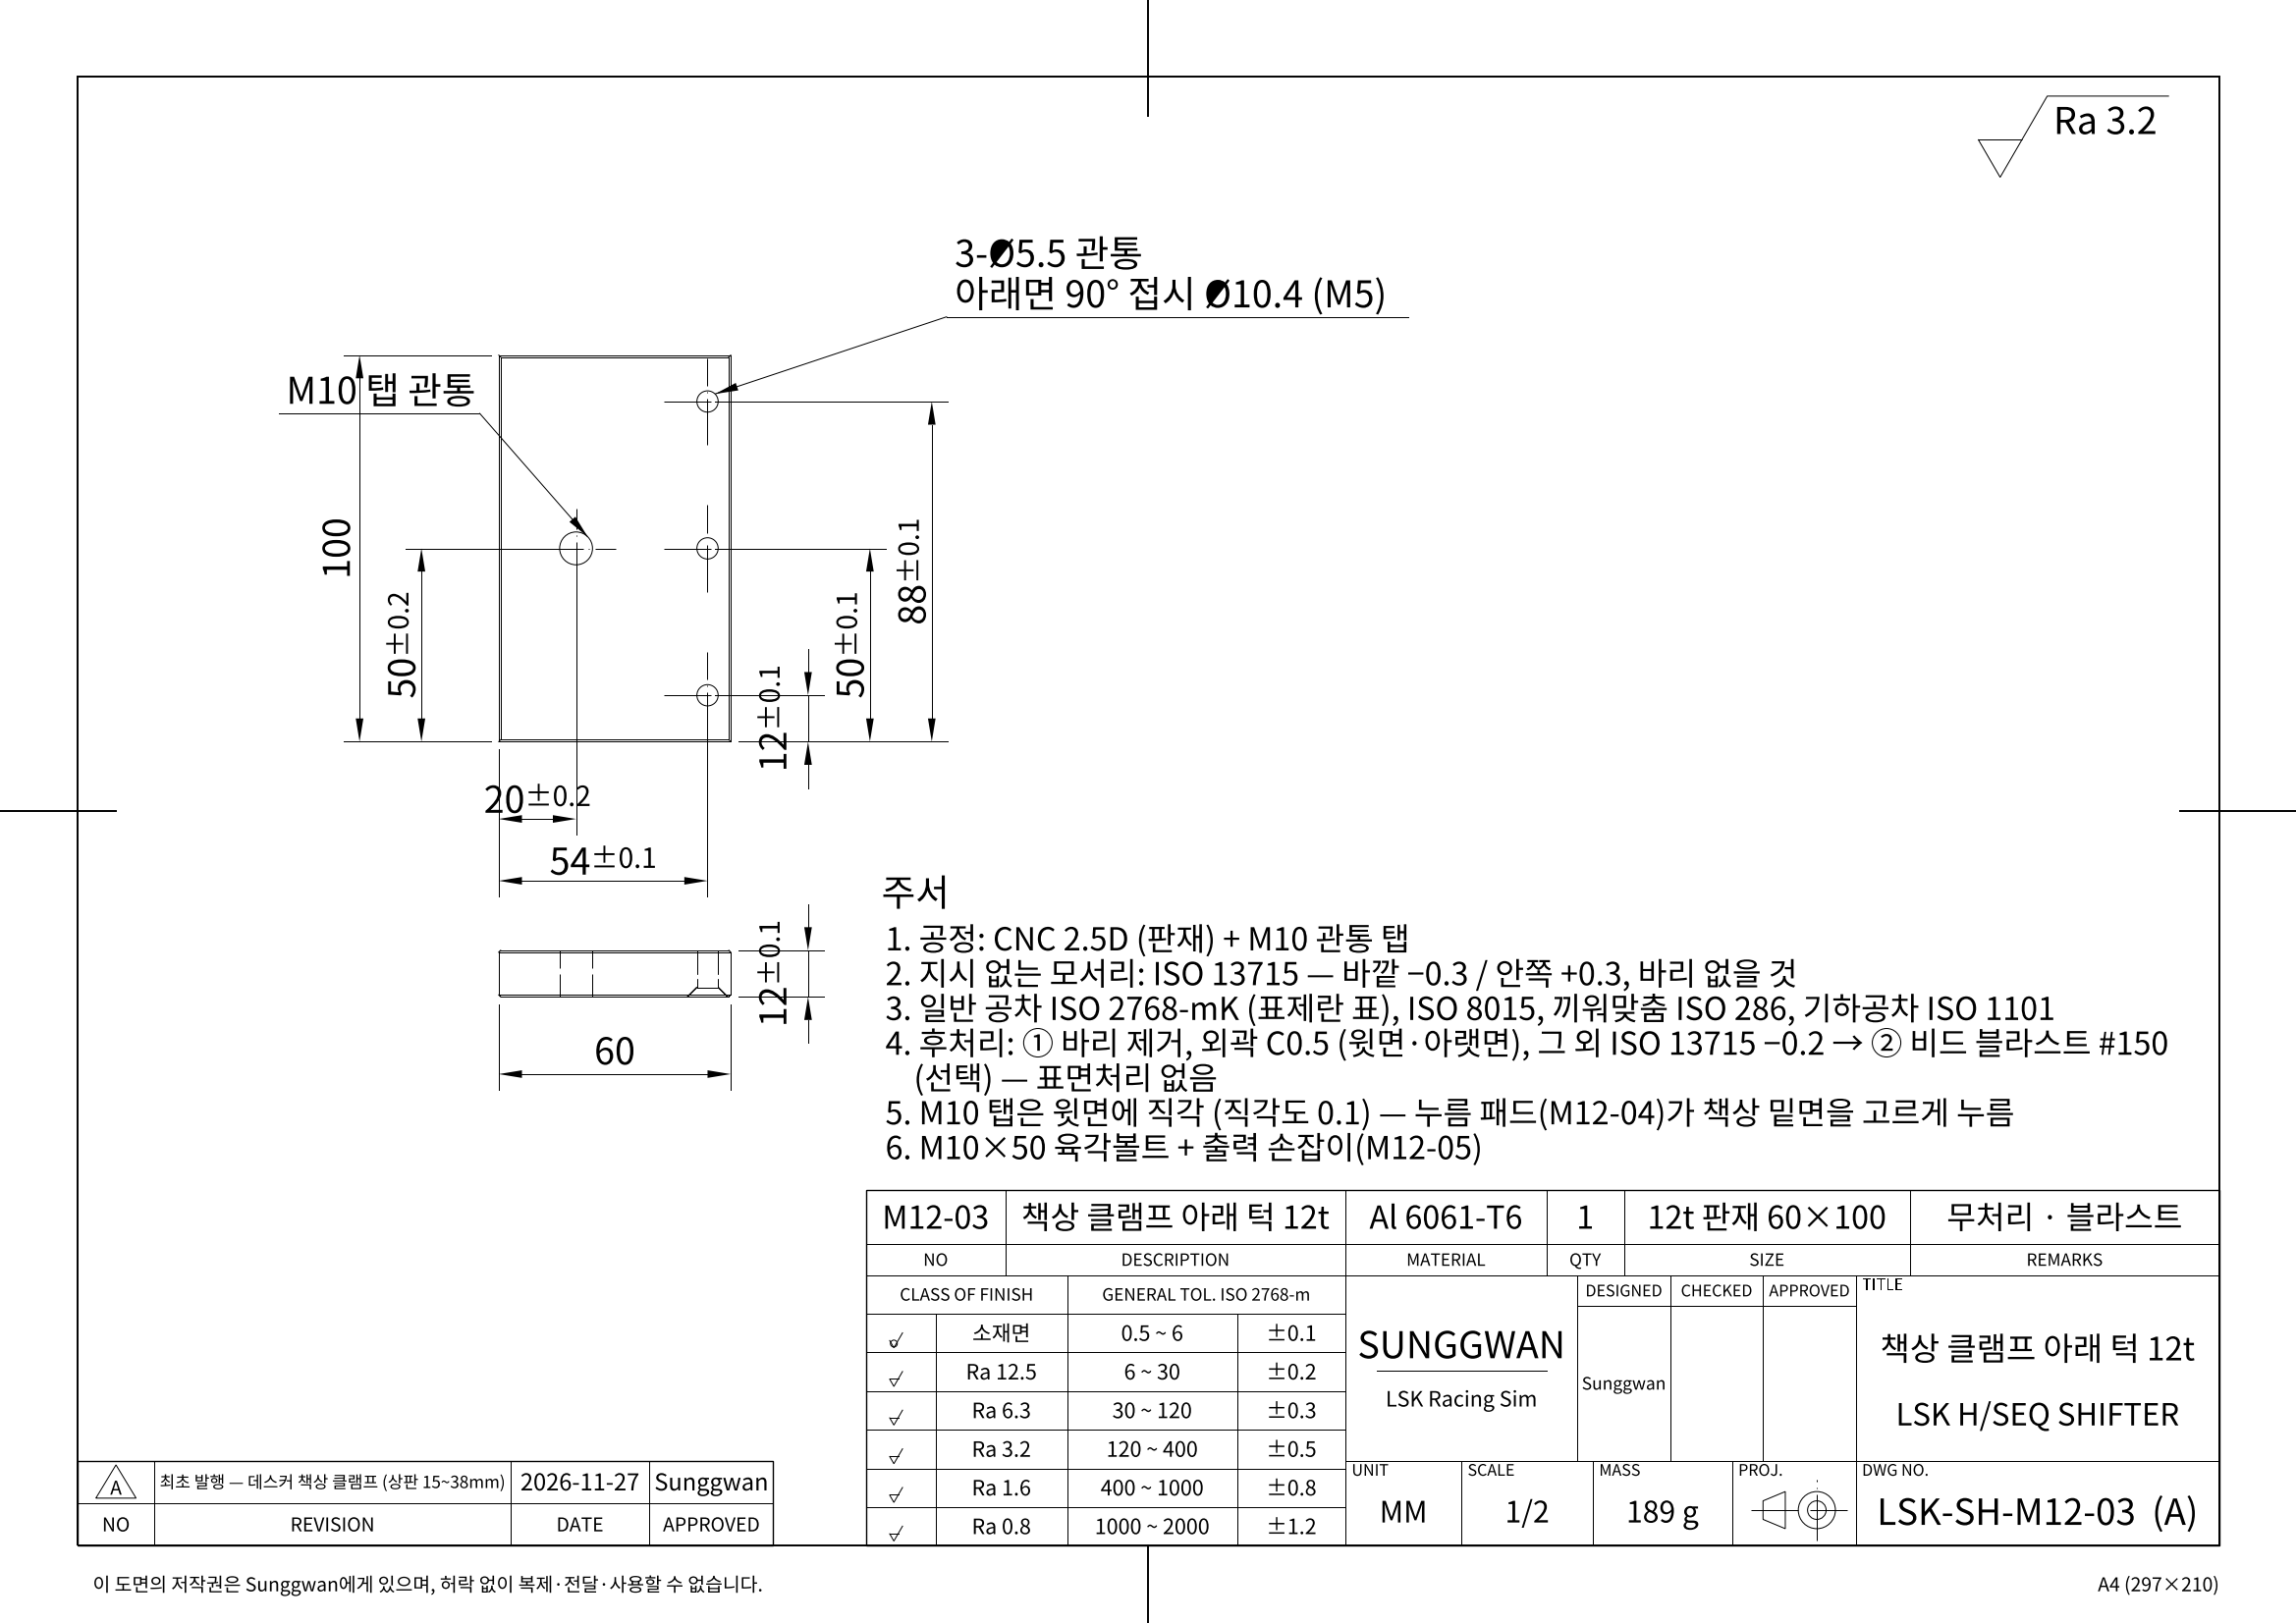 Ra 3.2
3-Ø5.5 관통
아래면 90° 접시 Ø10.4 (M5)
M10 탭 관통
100
50±0.2
88±0.1
50±0.1
12±0.1
20±0.2
54±0.1
12±0.1
60
주서
1. 공정: CNC 2.5D (판재) + M10 관통 탭
2. 지시 없는 모서리: ISO 13715 — 바깥 −0.3 / 안쪽 +0.3, 바리 없을 것
3. 일반 공차 ISO 2768-mK (표제란 표), ISO 8015, 끼워맞춤 ISO 286, 기하공차 ISO 1101
4. 후처리: ① 바리 제거, 외곽 C0.5 (윗면·아랫면), 그 외 ISO 13715 −0.2 → ② 비드 블라스트 #150
(선택) — 표면처리 없음
5. M10 탭은 윗면에 직각 (직각도 0.1) — 누름 패드(M12-04)가 책상 밑면을 고르게 누름
6. M10×50 육각볼트 + 출력 손잡이(M12-05)
M12-03 책상 클램프 아래 턱 12t Al 6061-T6 1 12t 판재 60×100 무처리 · 블라스트
NO DESCRIPTION MATERIAL QTY SIZE REMARKS
CLASS OF FINISH GENERAL TOL. ISO 2768-m
소재면 0.5 ~ 6 ±0.1
Ra 12.5 6 ~ 30 ±0.2
Ra 6.3 30 ~ 120 ±0.3
Ra 3.2 120 ~ 400 ±0.5
Ra 1.6 400 ~ 1000 ±0.8
Ra 0.8 1000 ~ 2000 ±1.2
SUNGGWAN
LSK Racing Sim
DESIGNED CHECKED APPROVED
Sunggwan
TITLE
책상 클램프 아래 턱 12t
LSK H/SEQ SHIFTER
UNIT SCALE MASS PROJ. DWG NO.
MM 1/2 189 g LSK-SH-M12-03 (A)
A 최초 발행 — 데스커 책상 클램프 (상판 15~38mm) 2026-11-27 Sunggwan
NO REVISION DATE APPROVED
이 도면의 저작권은 Sunggwan에게 있으며, 허락 없이 복제·전달·사용할 수 없습니다.
A4 (297×210)